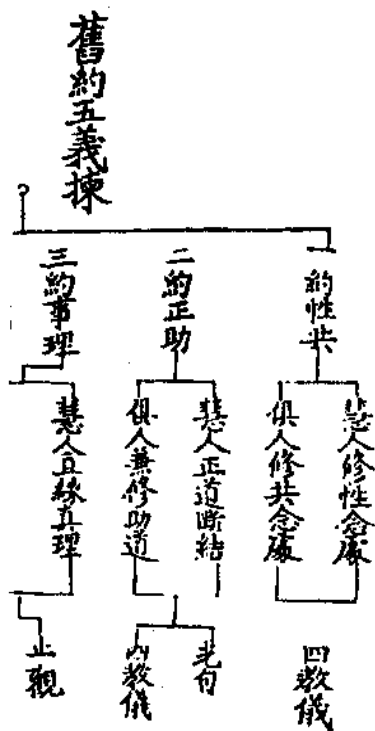 舊約五義揀
一約性共
慧人修性念處
俱人修共念處
四教儀
二約正助
慧人正道断結
俱人兼修助道
光句
四教儀
三約事理
慧人直緣真理
止觀